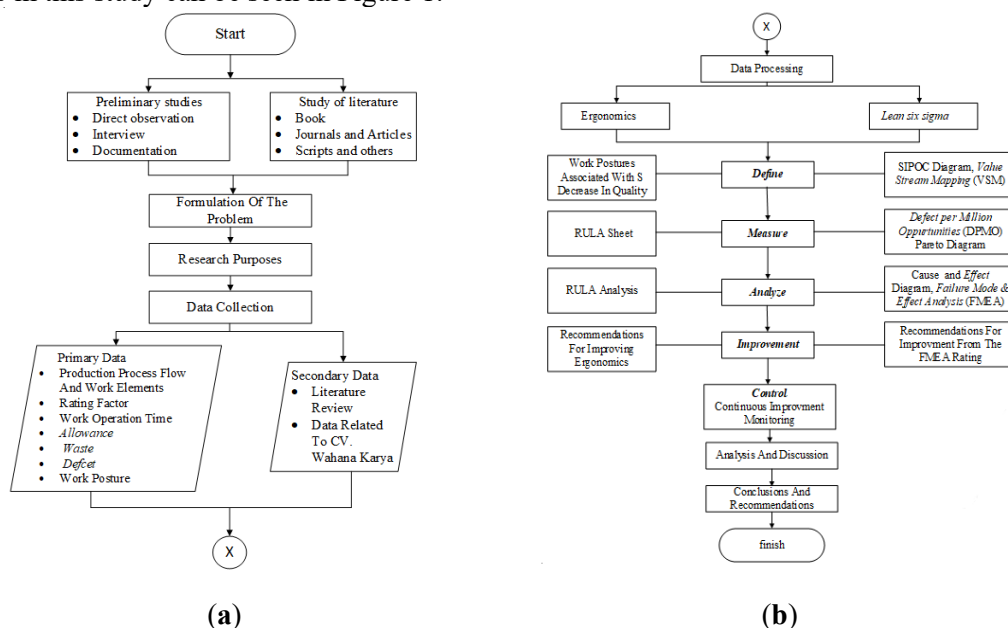 in this study can be seen in Figure 1.
Start
Preliminary studies
• Direct observation
• Interview
• Documentation
Study of literature
• Book
• Journals and Articles
• Scripts and others
Formulation Of The
Problem
Research Purposes
Data Collection
Primary Data
• Production Process Flow
And Work Elements
• Rating Factor
• Work Operation Time
• Allowance
• Waste
• Defcet
• Work Posture
Secondary Data
• Literature
Review
• Data Related
To CV.
Wahana Karya
X
(a)
X
Data Processing
Ergonomics
Lean six sigma
Work Postures
Associated With S
Decrease In Quality
Define
SIPOC Diagram, Value
Stream Mapping (VSM)
RULA Sheet
Measure
Defect per Million
Oppurtunities (DPMO)
Pareto Diagram
RULA Analysis
Analyze
Cause and Effect
Diagram, Failure Mode &
Effect Analysis (FMEA)
Recommendations
For Improving
Ergonomics
Improvement
Recommendations For
Improvment From The
FMEA Rating
Control
Continuous Improvment
Monitoring
Analysis And Discussion
Conclusions And
Recommendations
finish
(b)